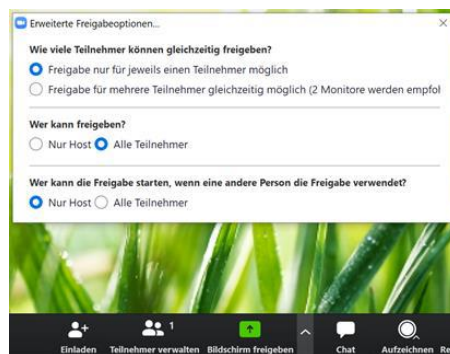 Erweiterte Freigabeoptionen...
Wie viele Teilnehmer können gleichzeitig freigeben?
Freigabe nur für jeweils einen Teilnehmer möglich
Freigabe für mehrere Teilnehmer gleichzeitig möglich (2 Monitore werden empfohl
Wer kann freigeben?
Nur Host Alle Teilnehmer
Wer kann die Freigabe starten, wenn eine andere Person die Freigabe verwendet?
Nur Host Alle Teilnehmer
1
Einladen Teilnehmer verwalten Bildschirm freigeben Chat Aufzeichnen Re